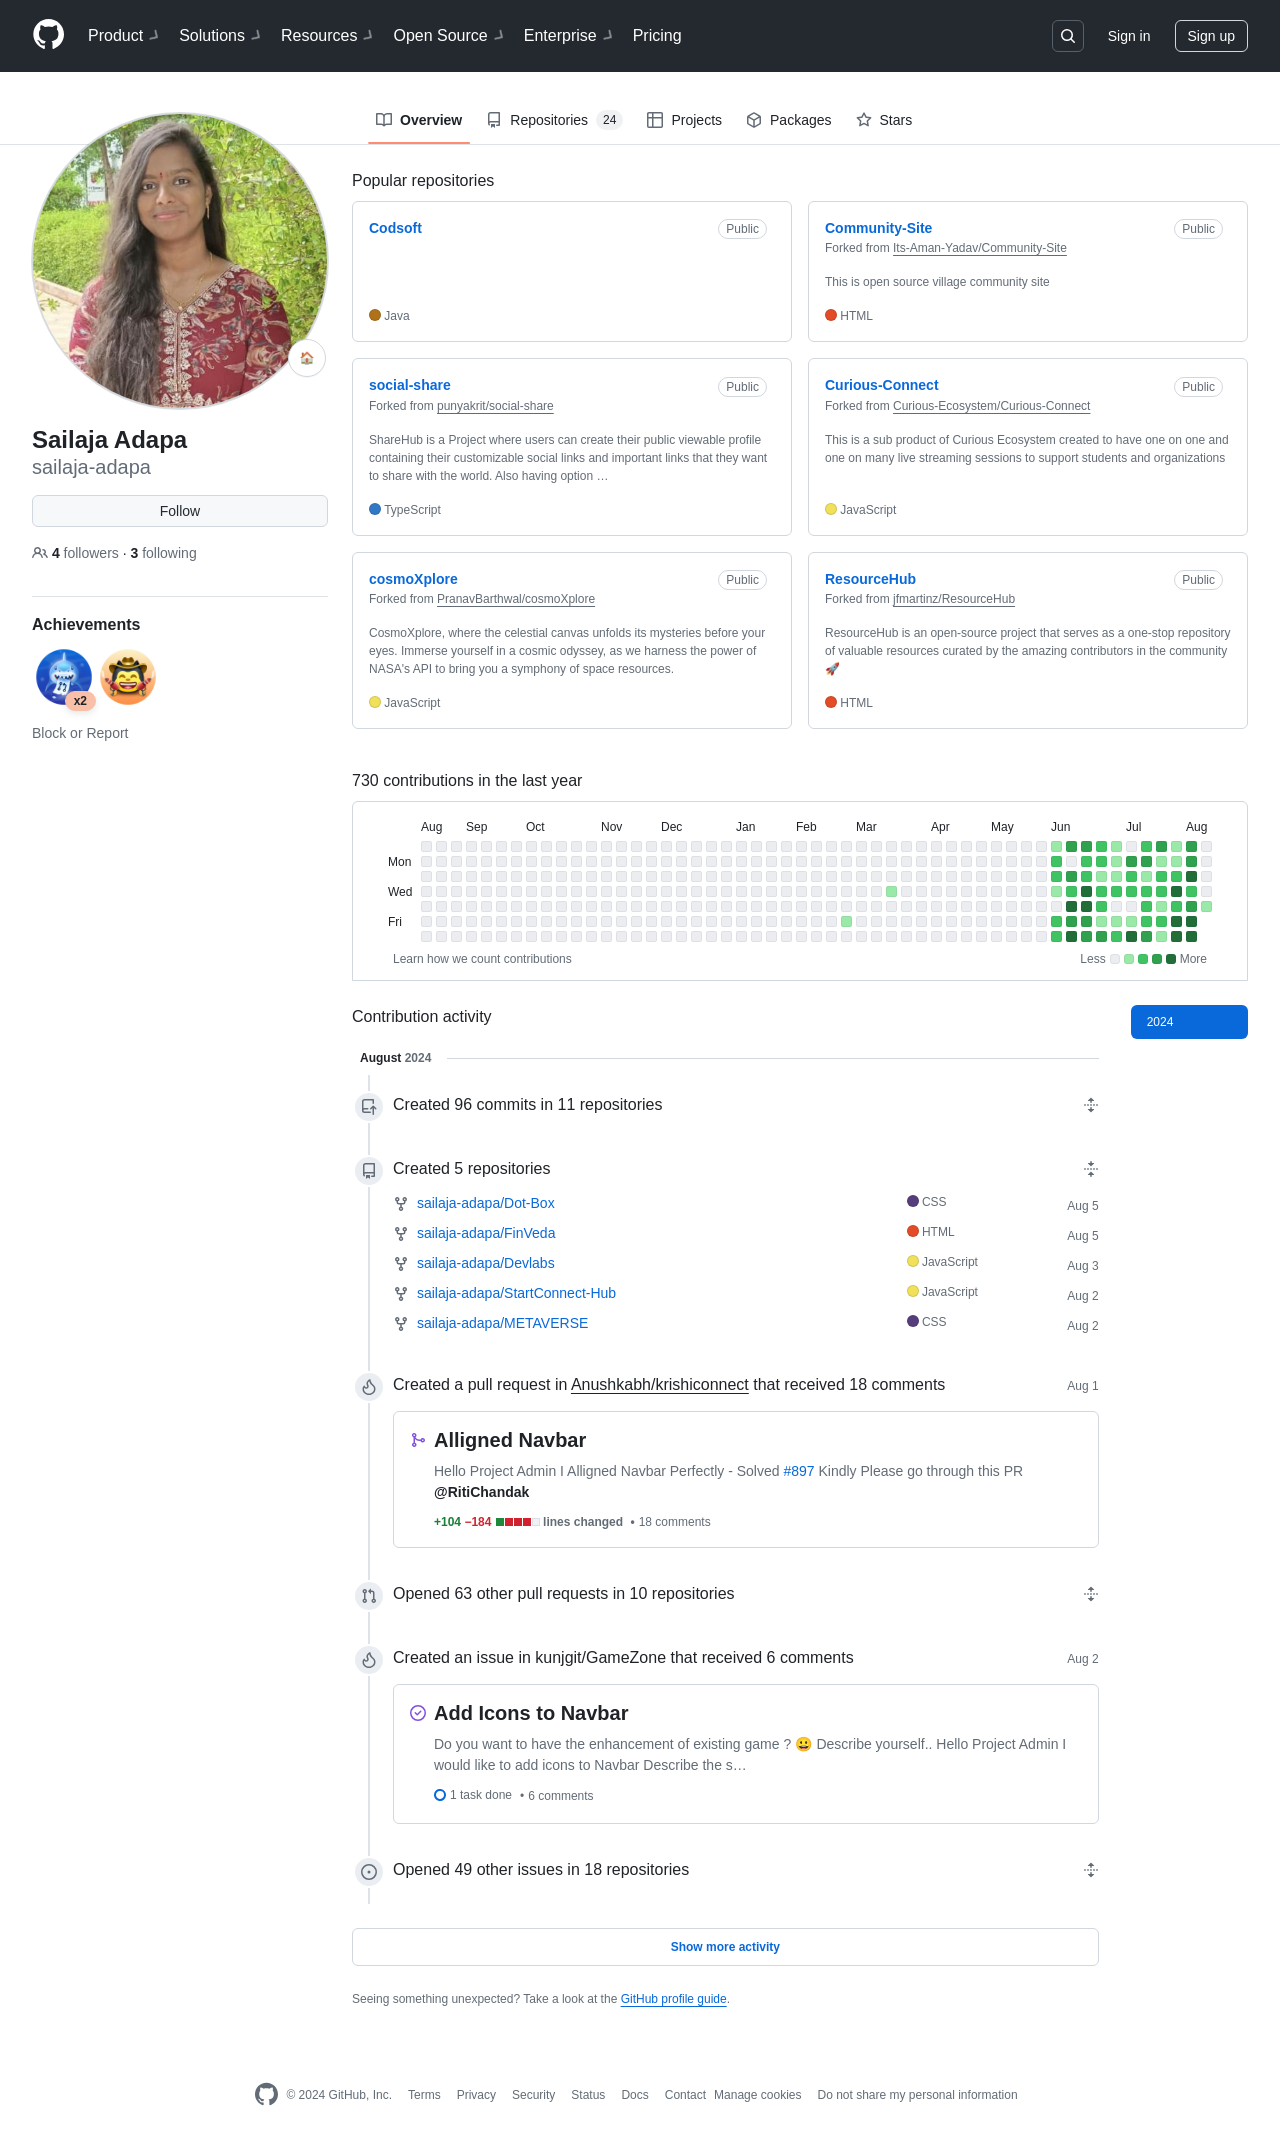 Product Solutions Resources Open Source Enterprise Pricing Sign in Sign up
Overview Repositories 24 Projects Packages Stars
Sailaja Adapa
sailaja-adapa
Follow
4 followers · 3 following
Achievements
x2
Block or Report
Popular repositories
Codsoft Public
Java
Community-Site Public
Forked from Its-Aman-Yadav/Community-Site
This is open source village community site
HTML
social-share Public
Forked from punyakrit/social-share
ShareHub is a Project where users can create their public viewable profile
containing their customizable social links and important links that they want
to share with the world. Also having option …
TypeScript
Curious-Connect Public
Forked from Curious-Ecosystem/Curious-Connect
This is a sub product of Curious Ecosystem created to have one on one and
one on many live streaming sessions to support students and organizations
JavaScript
cosmoXplore Public
Forked from PranavBarthwal/cosmoXplore
CosmoXplore, where the celestial canvas unfolds its mysteries before your
eyes. Immerse yourself in a cosmic odyssey, as we harness the power of
NASA's API to bring you a symphony of space resources.
JavaScript
ResourceHub Public
Forked from jfmartinz/ResourceHub
ResourceHub is an open-source project that serves as a one-stop repository
of valuable resources curated by the amazing contributors in the community
🚀
HTML
730 contributions in the last year
Aug Sep Oct Nov Dec Jan Feb Mar Apr May Jun Jul Aug
Mon
Wed
Fri
Learn how we count contributions Less More
Contribution activity
2024
August 2024
Created 96 commits in 11 repositories
Created 5 repositories
sailaja-adapa/Dot-Box CSS Aug 5
sailaja-adapa/FinVeda HTML Aug 5
sailaja-adapa/Devlabs JavaScript Aug 3
sailaja-adapa/StartConnect-Hub JavaScript Aug 2
sailaja-adapa/METAVERSE CSS Aug 2
Created a pull request in Anushkabh/krishiconnect that received 18 comments Aug 1
Alligned Navbar
Hello Project Admin I Alligned Navbar Perfectly - Solved #897 Kindly Please go through this PR
@RitiChandak
+104 −184 lines changed • 18 comments
Opened 63 other pull requests in 10 repositories
Created an issue in kunjgit/GameZone that received 6 comments Aug 2
Add Icons to Navbar
Do you want to have the enhancement of existing game ? 😀 Describe yourself.. Hello Project Admin I
would like to add icons to Navbar Describe the s…
1 task done • 6 comments
Opened 49 other issues in 18 repositories
Show more activity
Seeing something unexpected? Take a look at the GitHub profile guide.
© 2024 GitHub, Inc. Terms Privacy Security Status Docs Contact Manage cookies Do not share my personal information